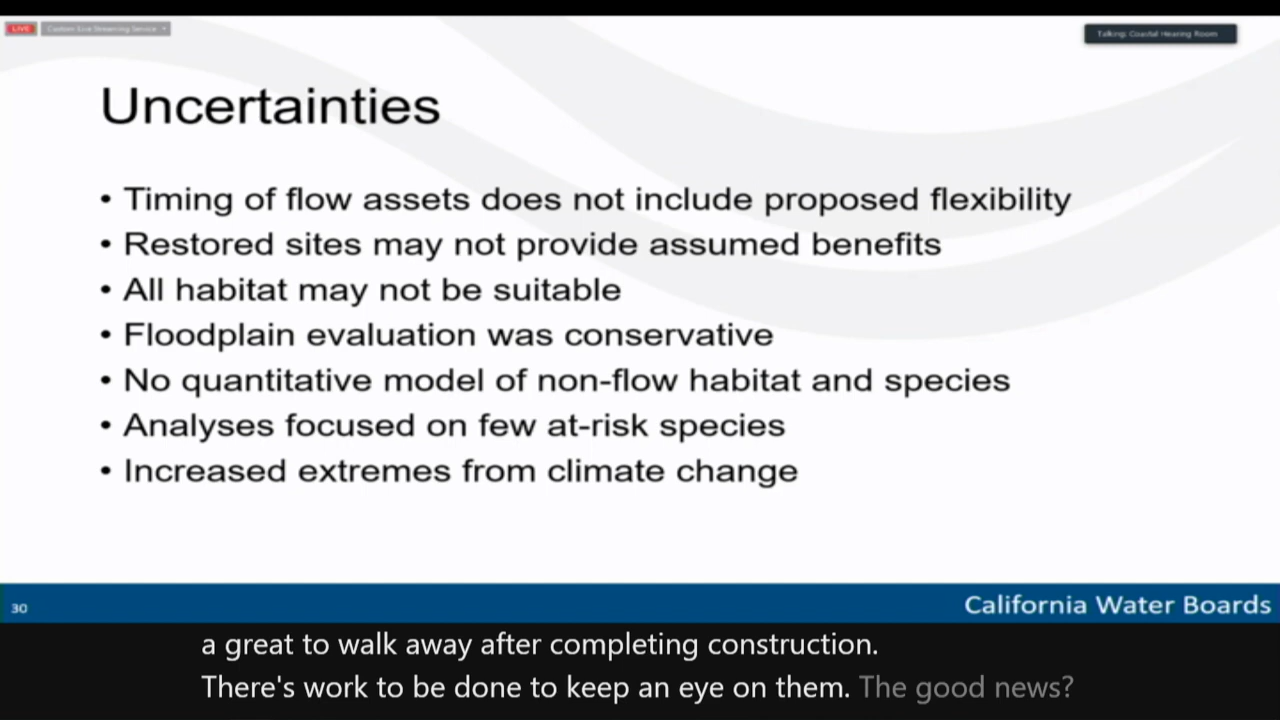 LIVE
Custom Live Streaming Service
Talking: Coastal Hearing Room
Uncertainties
• Timing of flow assets does not include proposed flexibility
• Restored sites may not provide assumed benefits
• All habitat may not be suitable
• Floodplain evaluation was conservative
• No quantitative model of non-flow habitat and species
• Analyses focused on few at-risk species
• Increased extremes from climate change
30
California Water Boards
a great to walk away after completing construction.
There's work to be done to keep an eye on them. The good news?